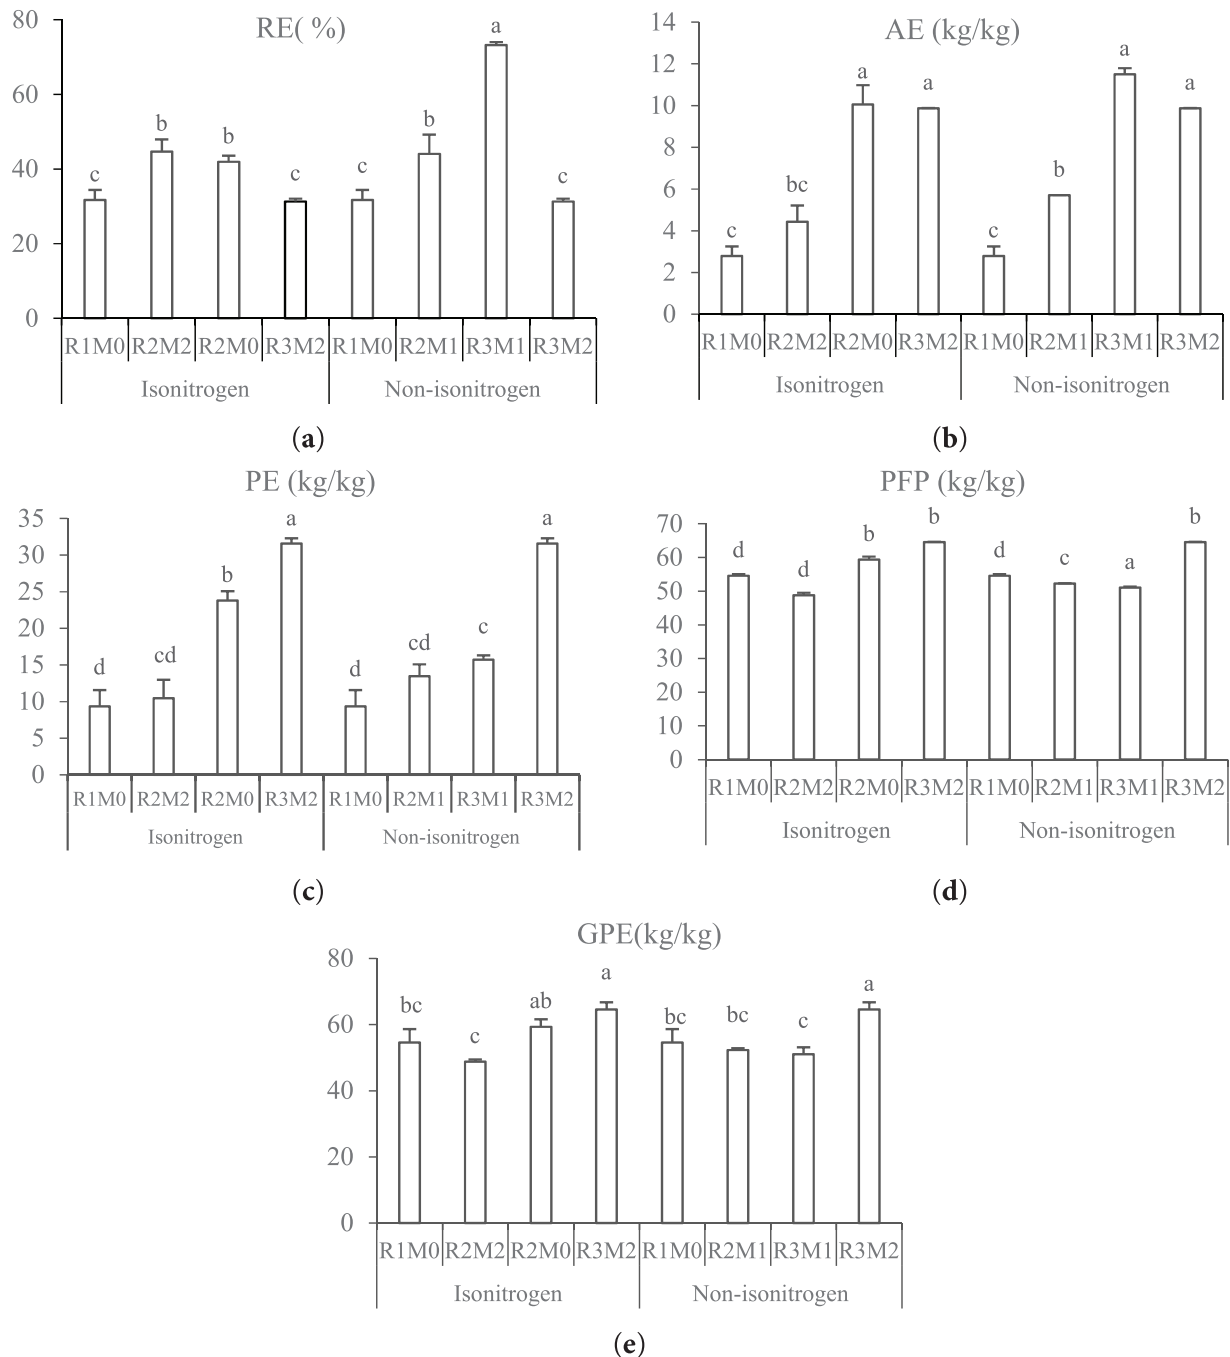 RE( %)
80
60
40
20
0
c
b
b
c
c
b
a
c
R1M0 R2M2 R2M0 R3M2 R1M0 R2M1 R3M1 R3M2
Isonitrogen Non-isonitrogen
(a)
AE (kg/kg)
14
12
10
8
6
4
2
0
c
bc
a
a
c
b
a
a
R1M0 R2M2 R2M0 R3M2 R1M0 R2M1 R3M1 R3M2
Isonitrogen Non-isonitrogen
(b)
PE (kg/kg)
35
30
25
20
15
10
5
0
d
cd
b
a
d
cd
c
a
R1M0 R2M2 R2M0 R3M2 R1M0 R2M1 R3M1 R3M2
Isonitrogen Non-isonitrogen
(c)
PFP (kg/kg)
70
60
50
40
30
20
10
0
d
d
b
b
d
c
a
b
R1M0 R2M2 R2M0 R3M2 R1M0 R2M1 R3M1 R3M2
Isonitrogen Non-isonitrogen
(d)
GPE(kg/kg)
80
60
40
20
0
bc
c
ab
a
bc
bc
c
a
R1M0 R2M2 R2M0 R3M2 R1M0 R2M1 R3M1 R3M2
Isonitrogen Non-isonitrogen
(e)